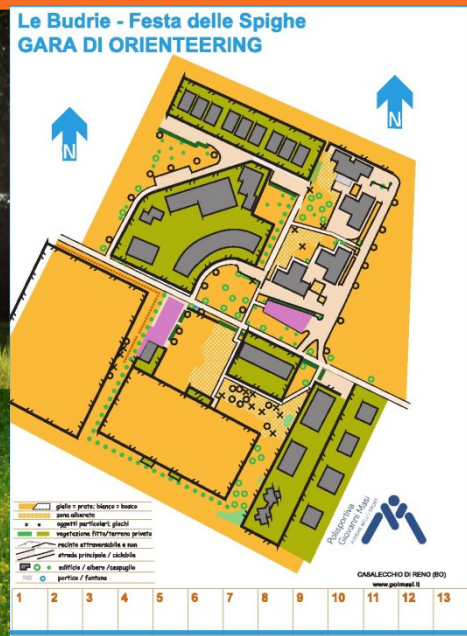 Le Budrie - Festa delle Spighe
GARA DI ORIENTEERING
N
N
giallo = prato; bianco = bosco
zona alberata
oggetti particolari; giochi
vegetazione fitta/terreno privato
recinto attraversabile e non
strada principale / ciclabile
edificio / albero /cespuglio
portico / fontana
Polisportiva
Giovanni Masi
CASALECCHIO DI RENO (BO)
www.polmasi.it
1 2 3 4 5 6 7 8 9 10 11 12 13